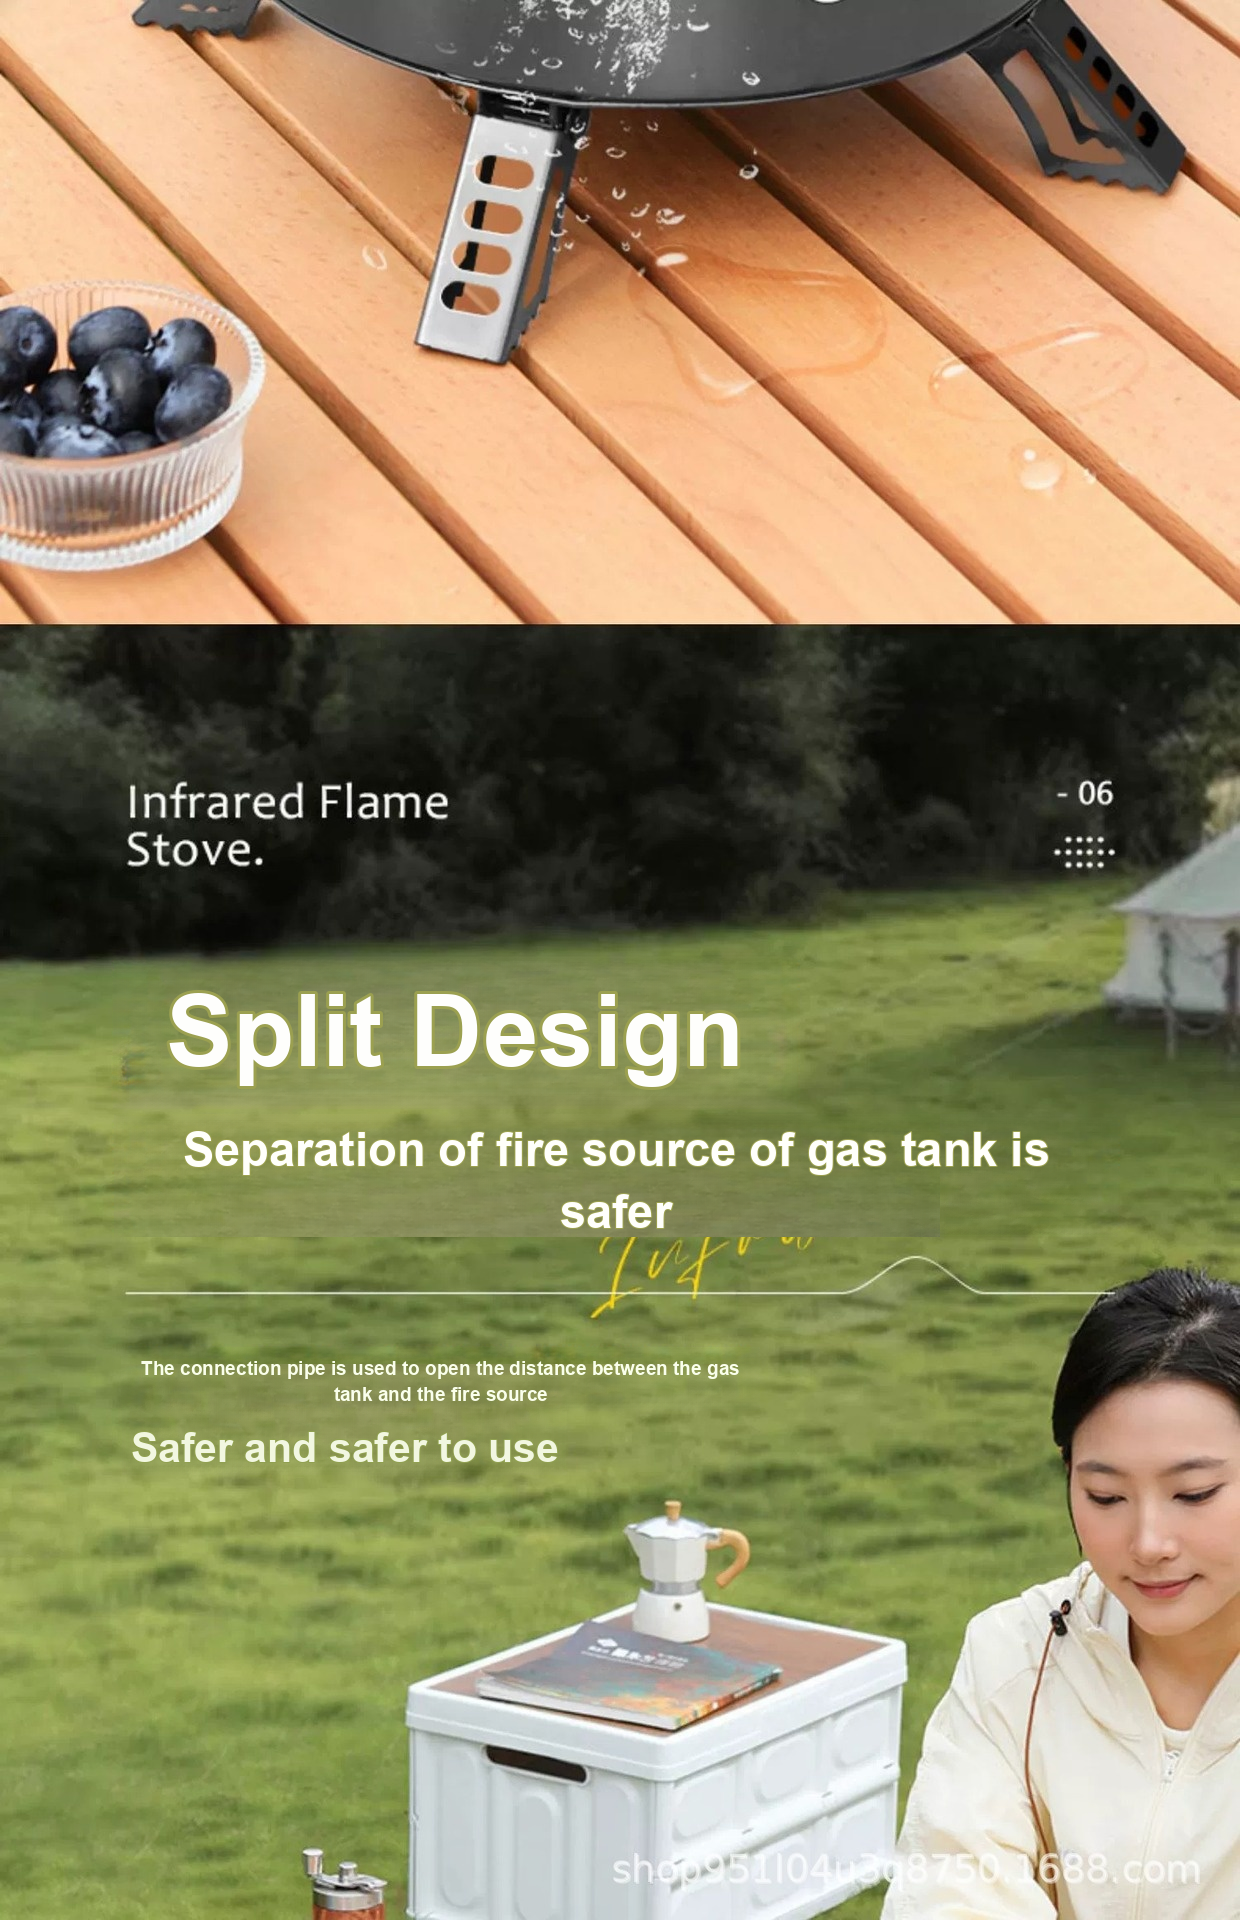 Infrared Flame
Stove.
- 06
Split Design
Separation of fire source of gas tank is
safer
The connection pipe is used to open the distance between the gas
tank and the fire source
Safer and safer to use
shop951l04u3q8750.1688.com